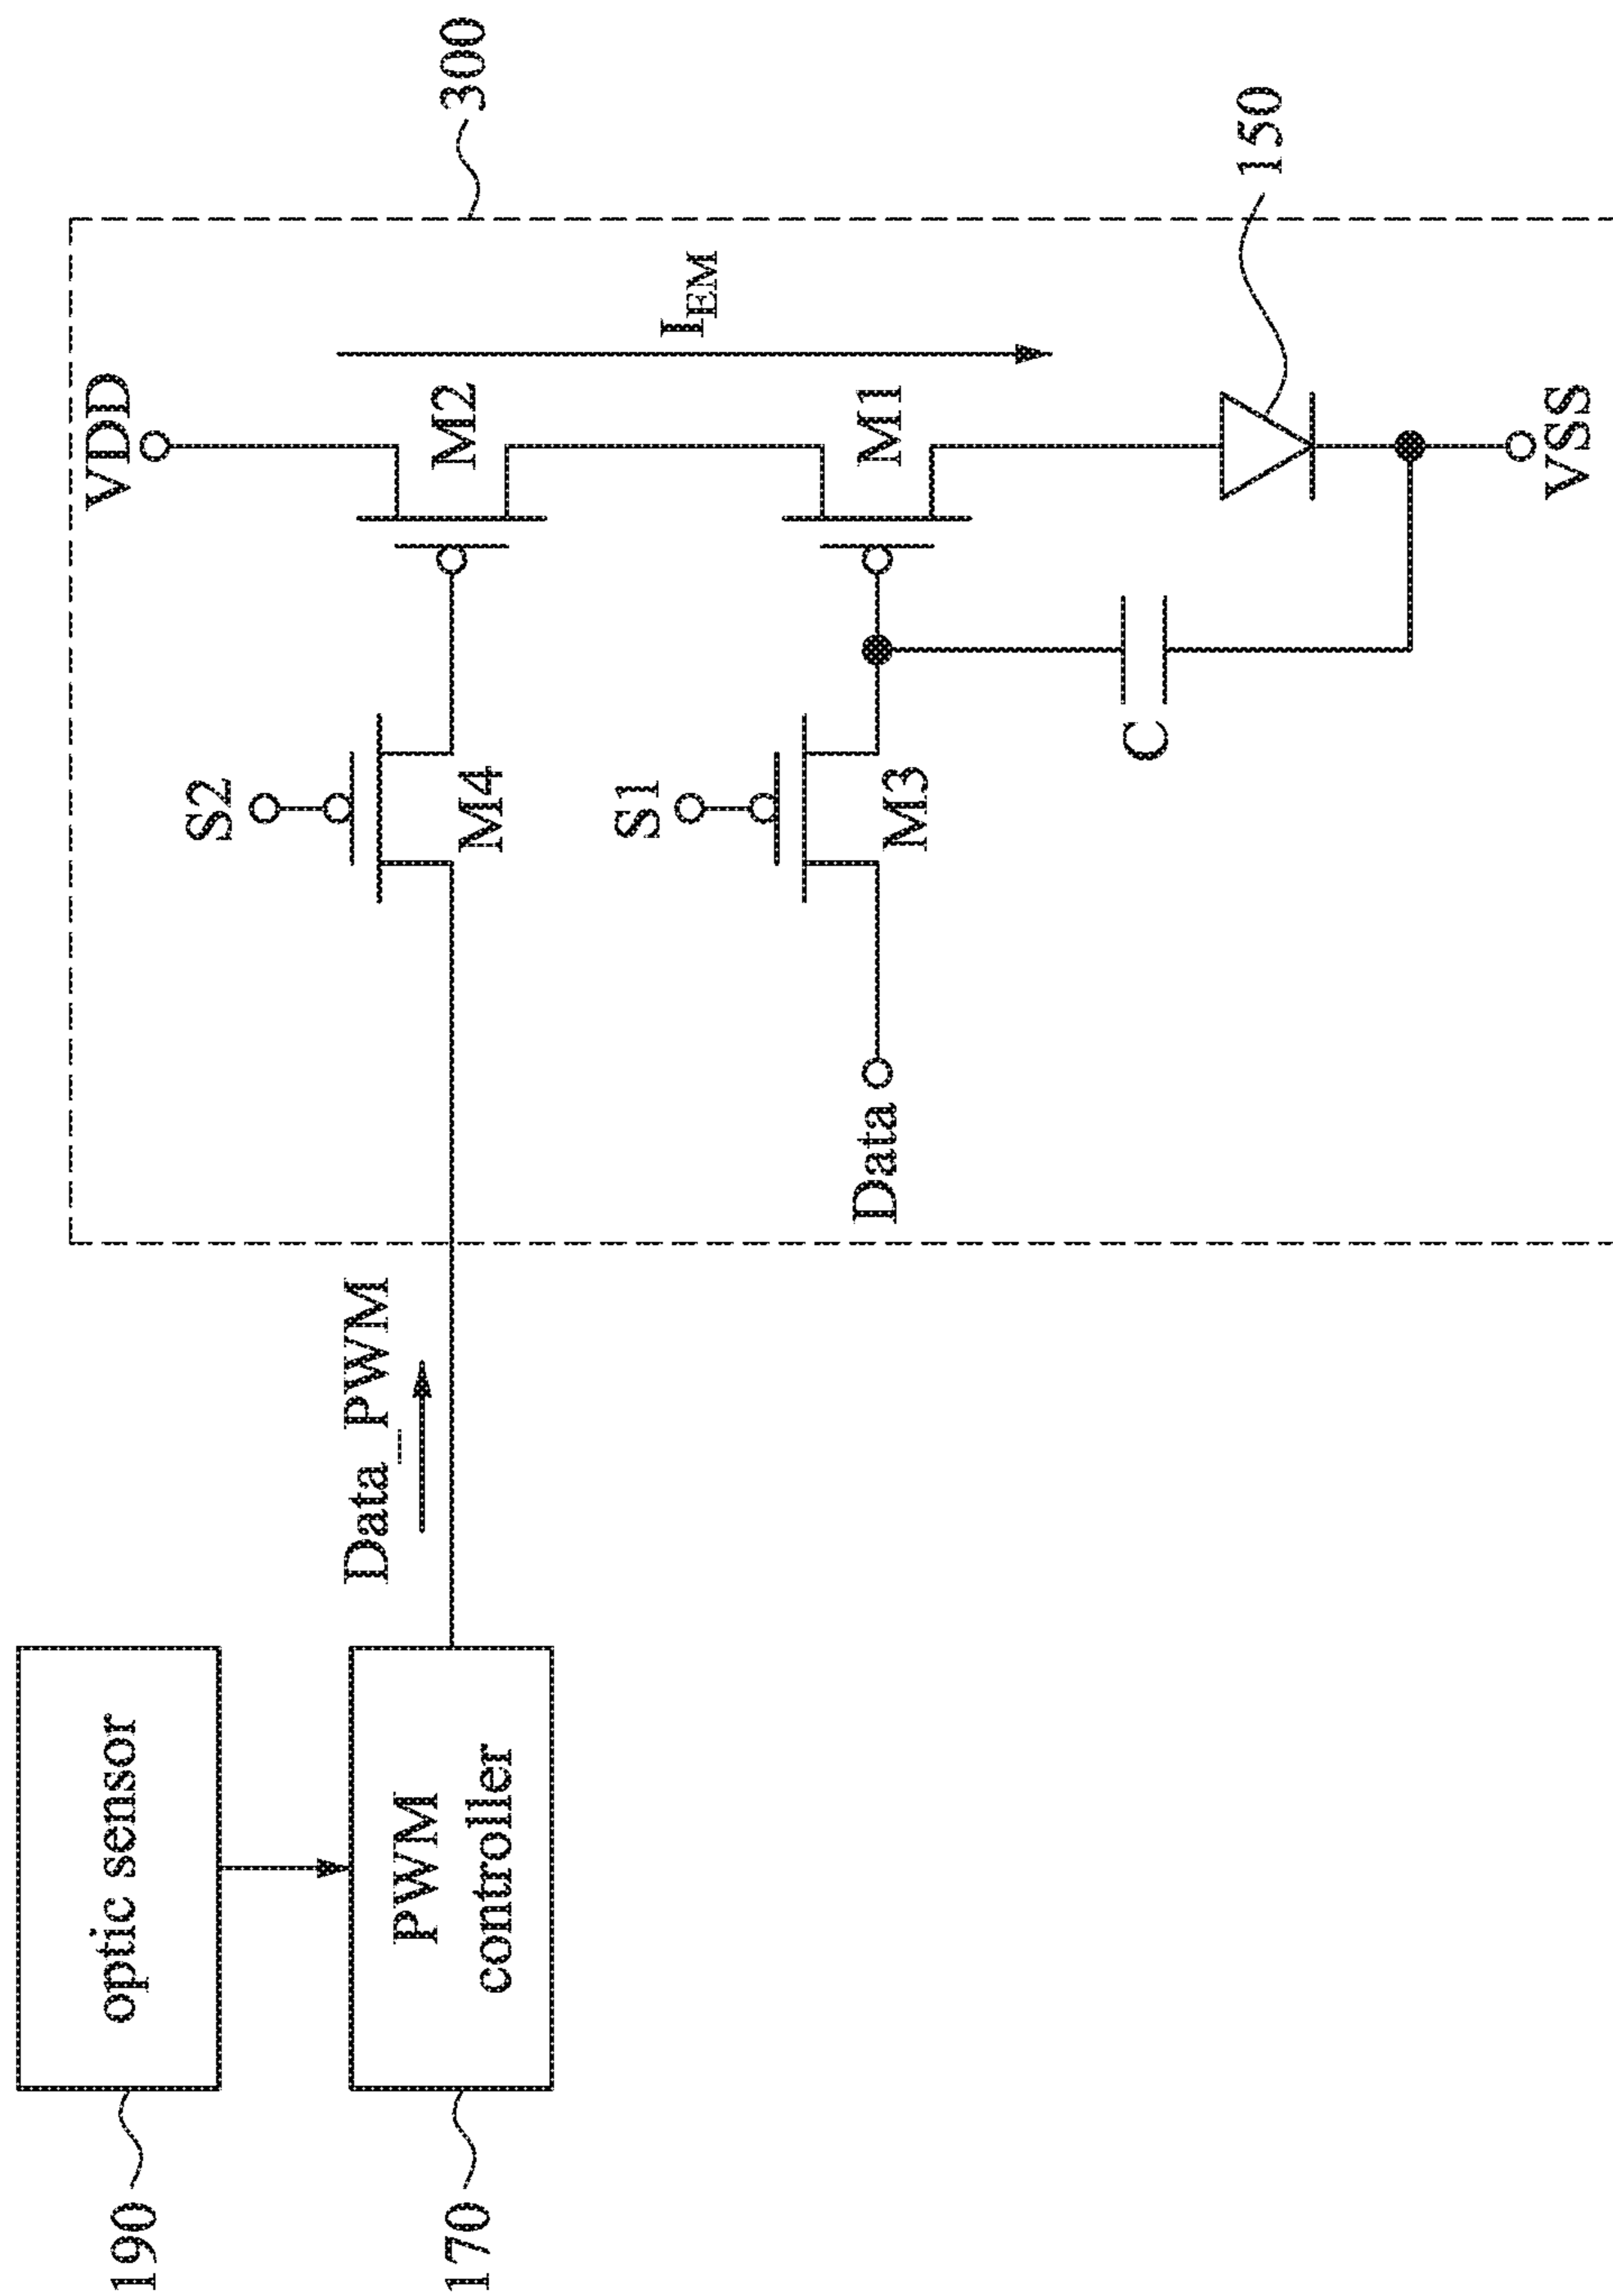 190
optic sensor
170
PWM
controller
Data_PWM
300
VDD
S2
M4
M2
I_EM
S1
M3
M1
Data
C
150
VSS